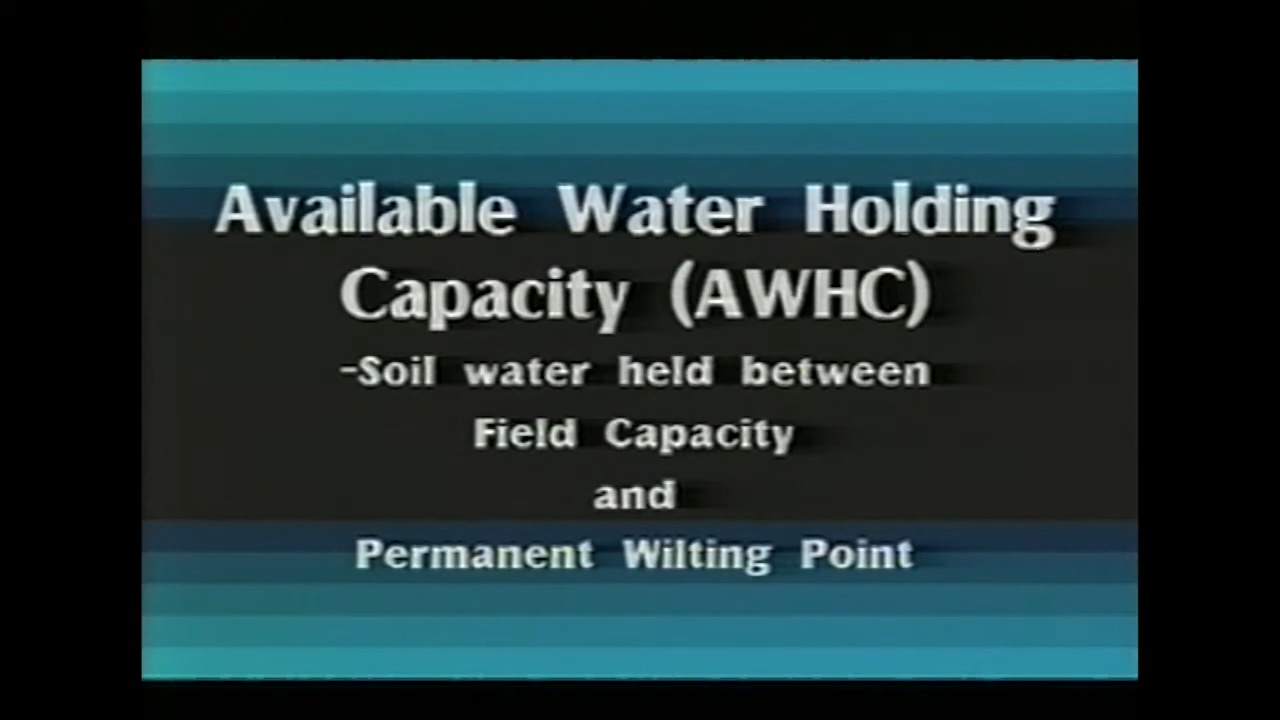 Available Water Holding
Capacity (AWHC)
-Soil water held between
Field Capacity
and
Permanent Wilting Point